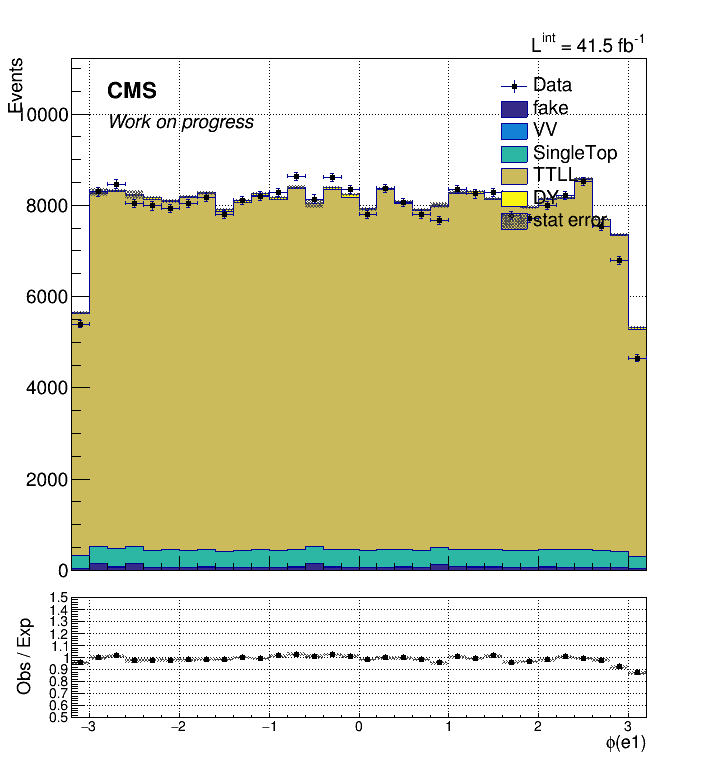 L^int = 41.5 fb^-1
Events
CMS
Work on progress
Data
fake
VV
SingleTop
TTLL
DY
stat error
10000
8000
6000
4000
2000
0
Obs / Exp
1.5
1.4
1.3
1.2
1.1
1
0.9
0.8
0.7
0.6
0.5
−3 −2 −1 0 1 2 3
ϕ(e1)